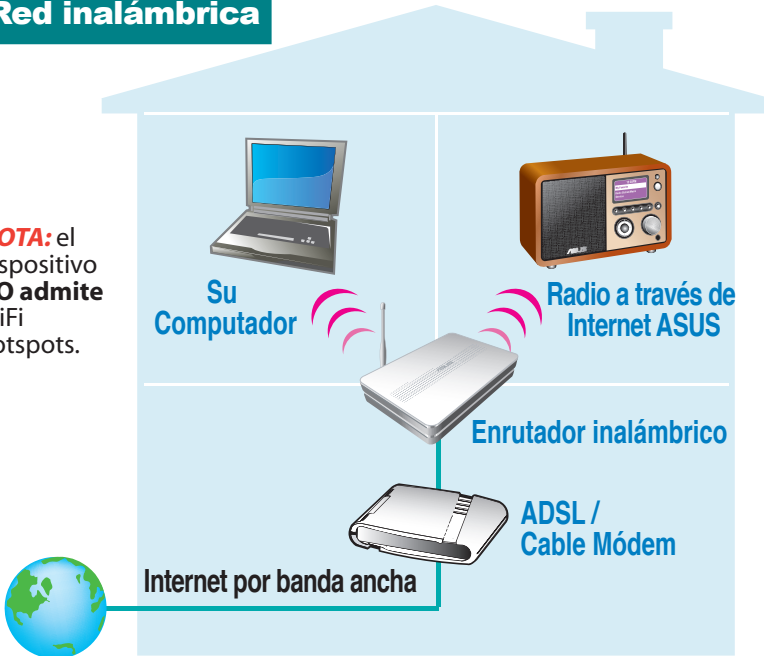 Red inalámbrica
OTA: el
spositivo
O admite
iFi
otspots.
Su
Computador
Radio a través de
Internet ASUS
Enrutador inalámbrico
ADSL /
Cable Módem
Internet por banda ancha